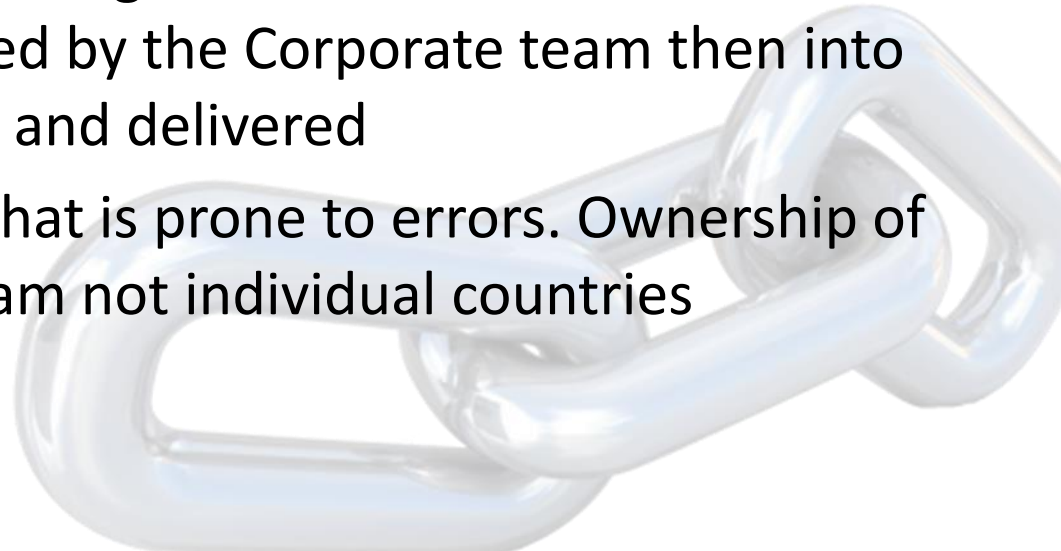 ed by the Corporate team then into
and delivered
hat is prone to errors. Ownership of
am not individual countries